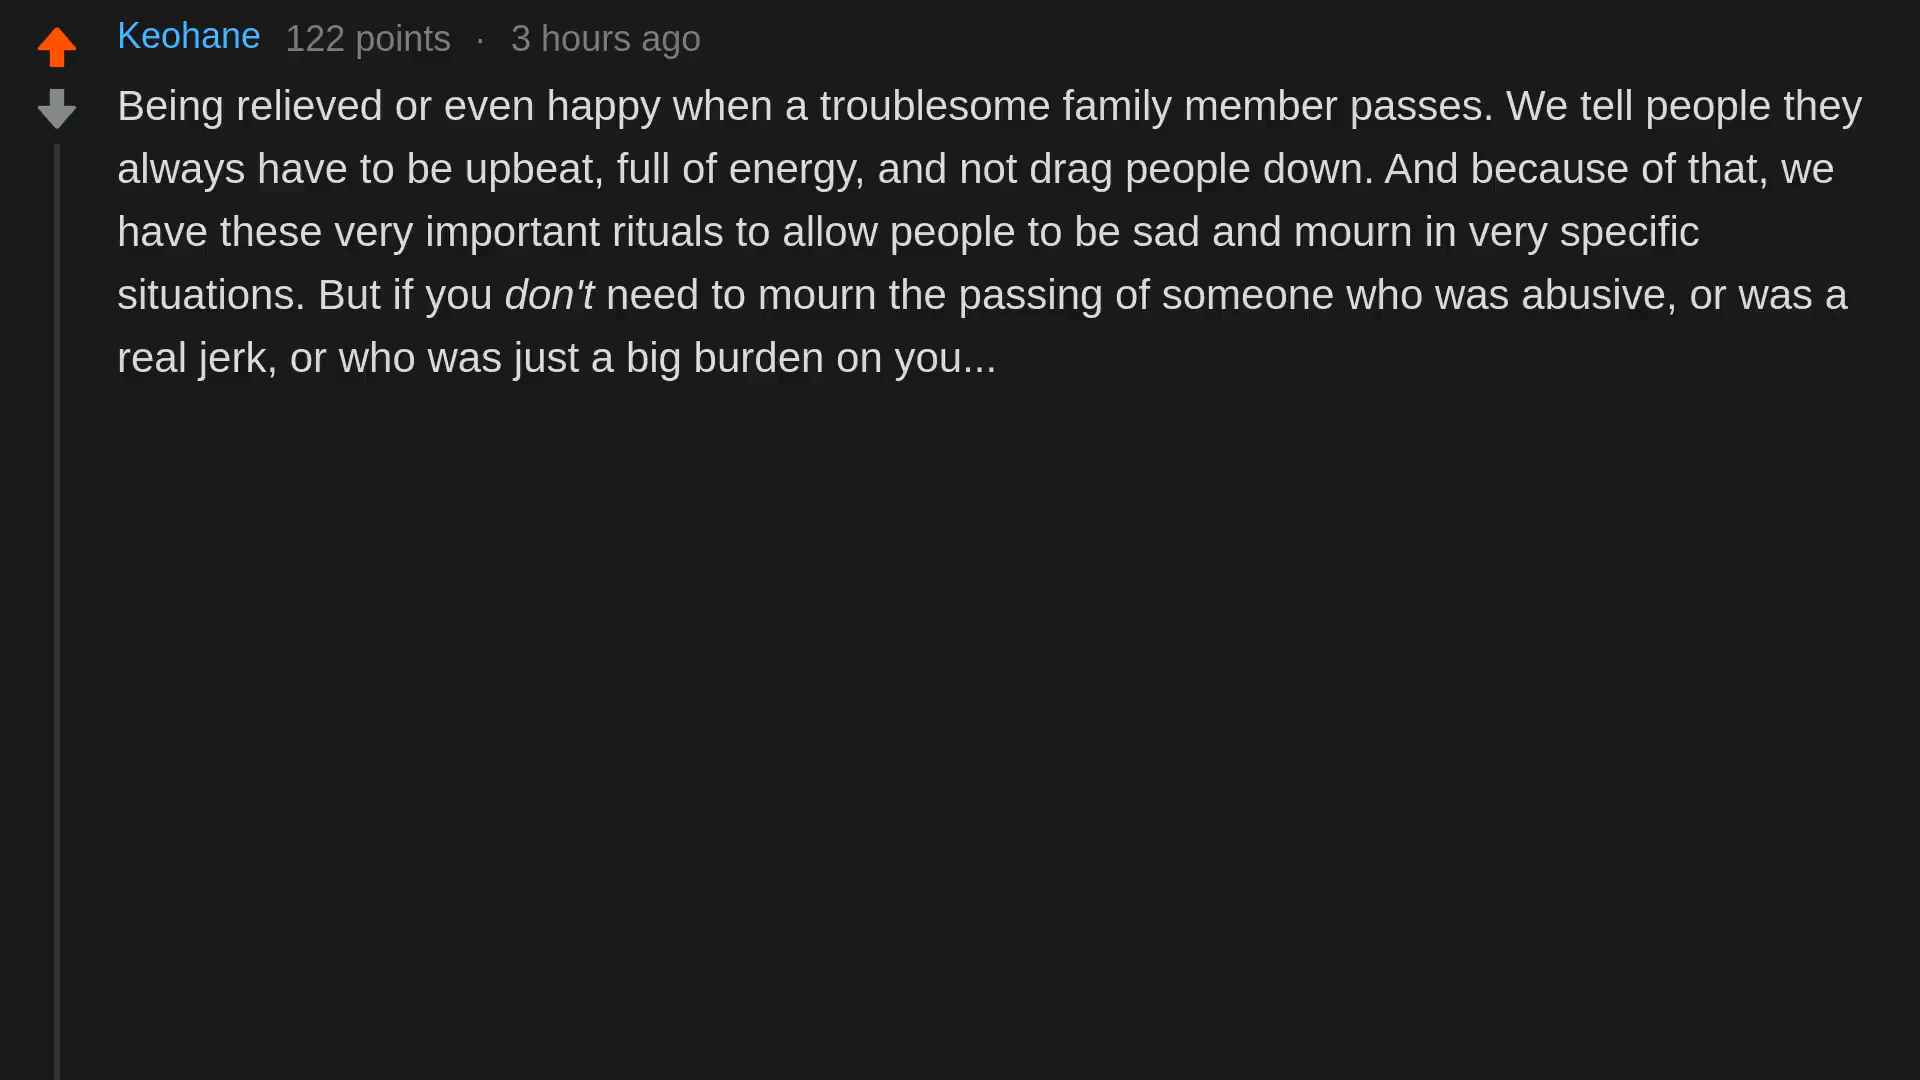 Keohane 122 points · 3 hours ago
Being relieved or even happy when a troublesome family member passes. We tell people they
always have to be upbeat, full of energy, and not drag people down. And because of that, we
have these very important rituals to allow people to be sad and mourn in very specific
situations. But if you don't need to mourn the passing of someone who was abusive, or was a
real jerk, or who was just a big burden on you...